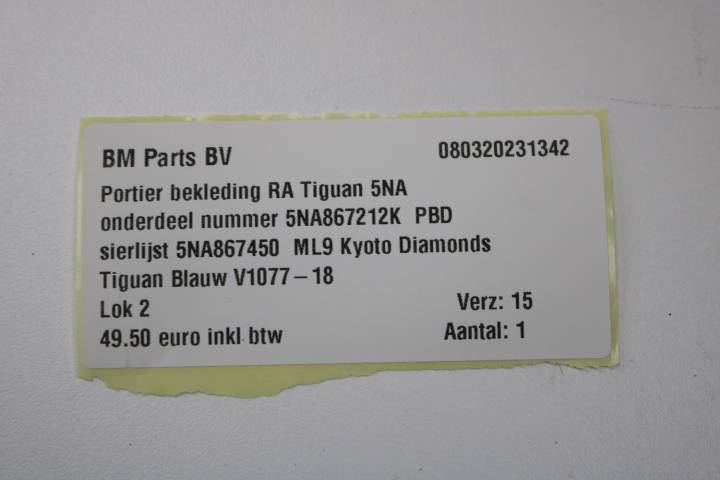 BM Parts BV 080320231342
Portier bekleding RA Tiguan 5NA
onderdeel nummer 5NA867212K PBD
sierlijst 5NA867450 ML9 Kyoto Diamonds
Tiguan Blauw V1077-18
Lok 2 Verz: 15
49.50 euro inkl btw Aantal: 1